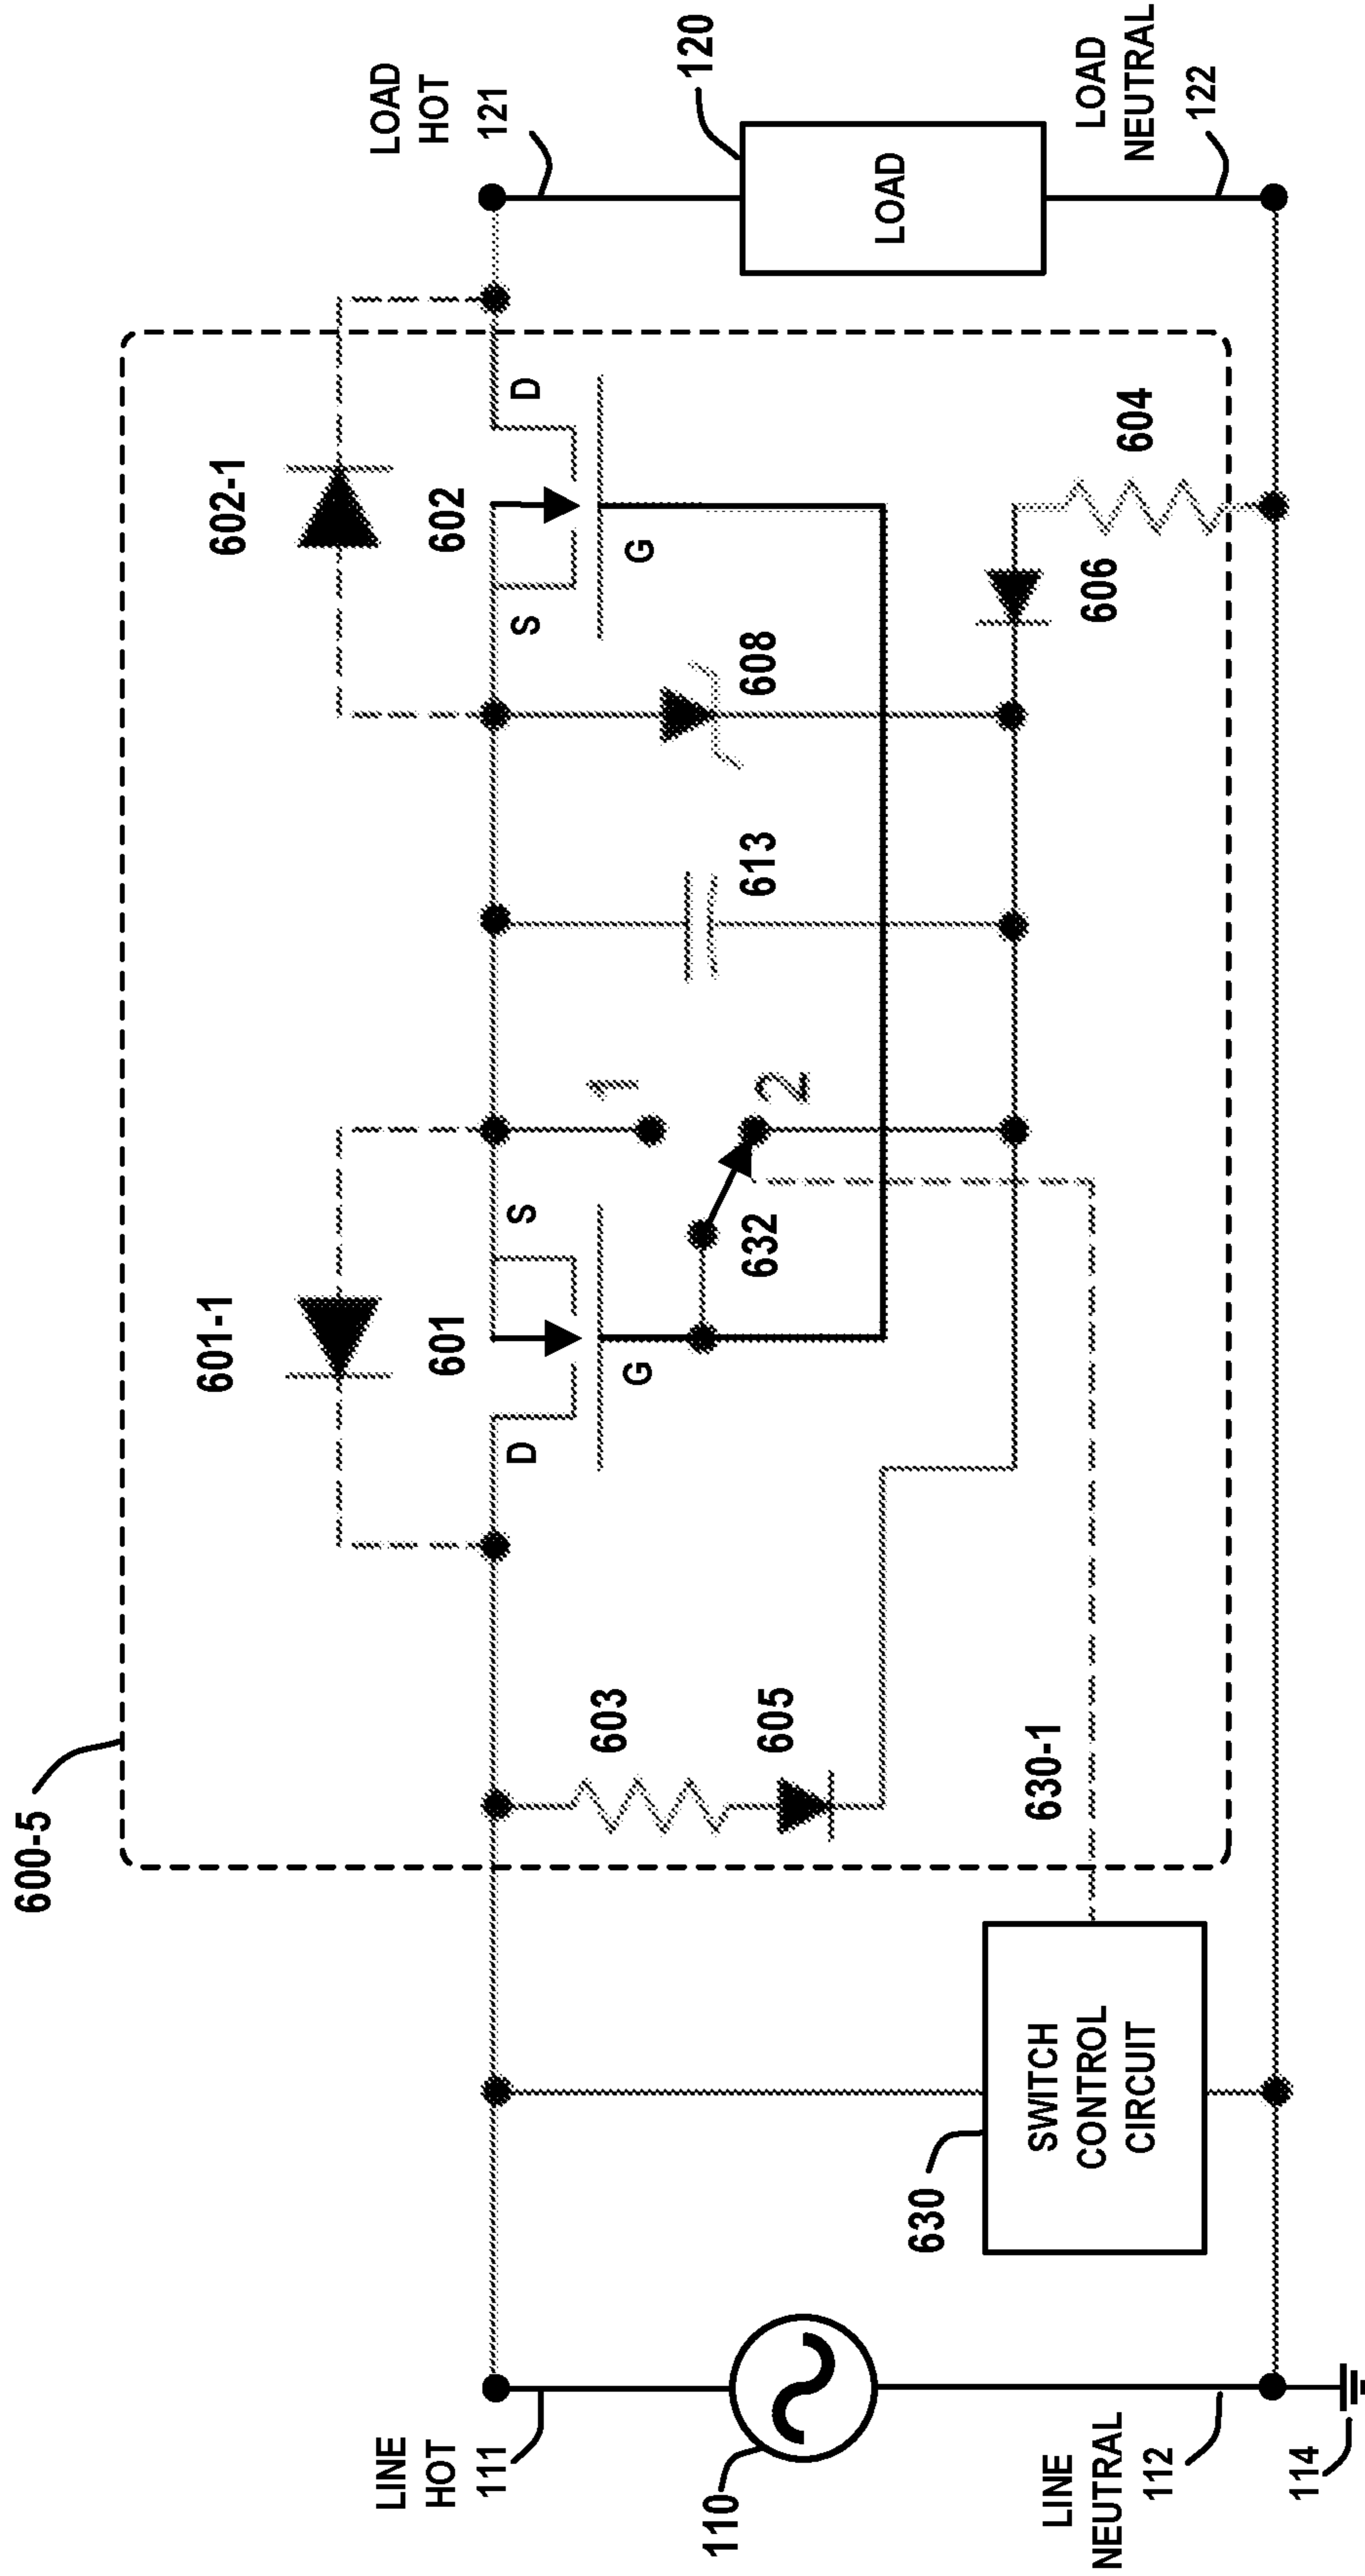 600-5
601-1
602-1
LINE
HOT
111
LOAD
HOT
121
601
602
D
S
S
D
G
G
603
605
1
2
632
613
608
110
120
LOAD
630
630-1
SWITCH
CONTROL
CIRCUIT
606
604
LINE
NEUTRAL
112
LOAD
NEUTRAL
122
114